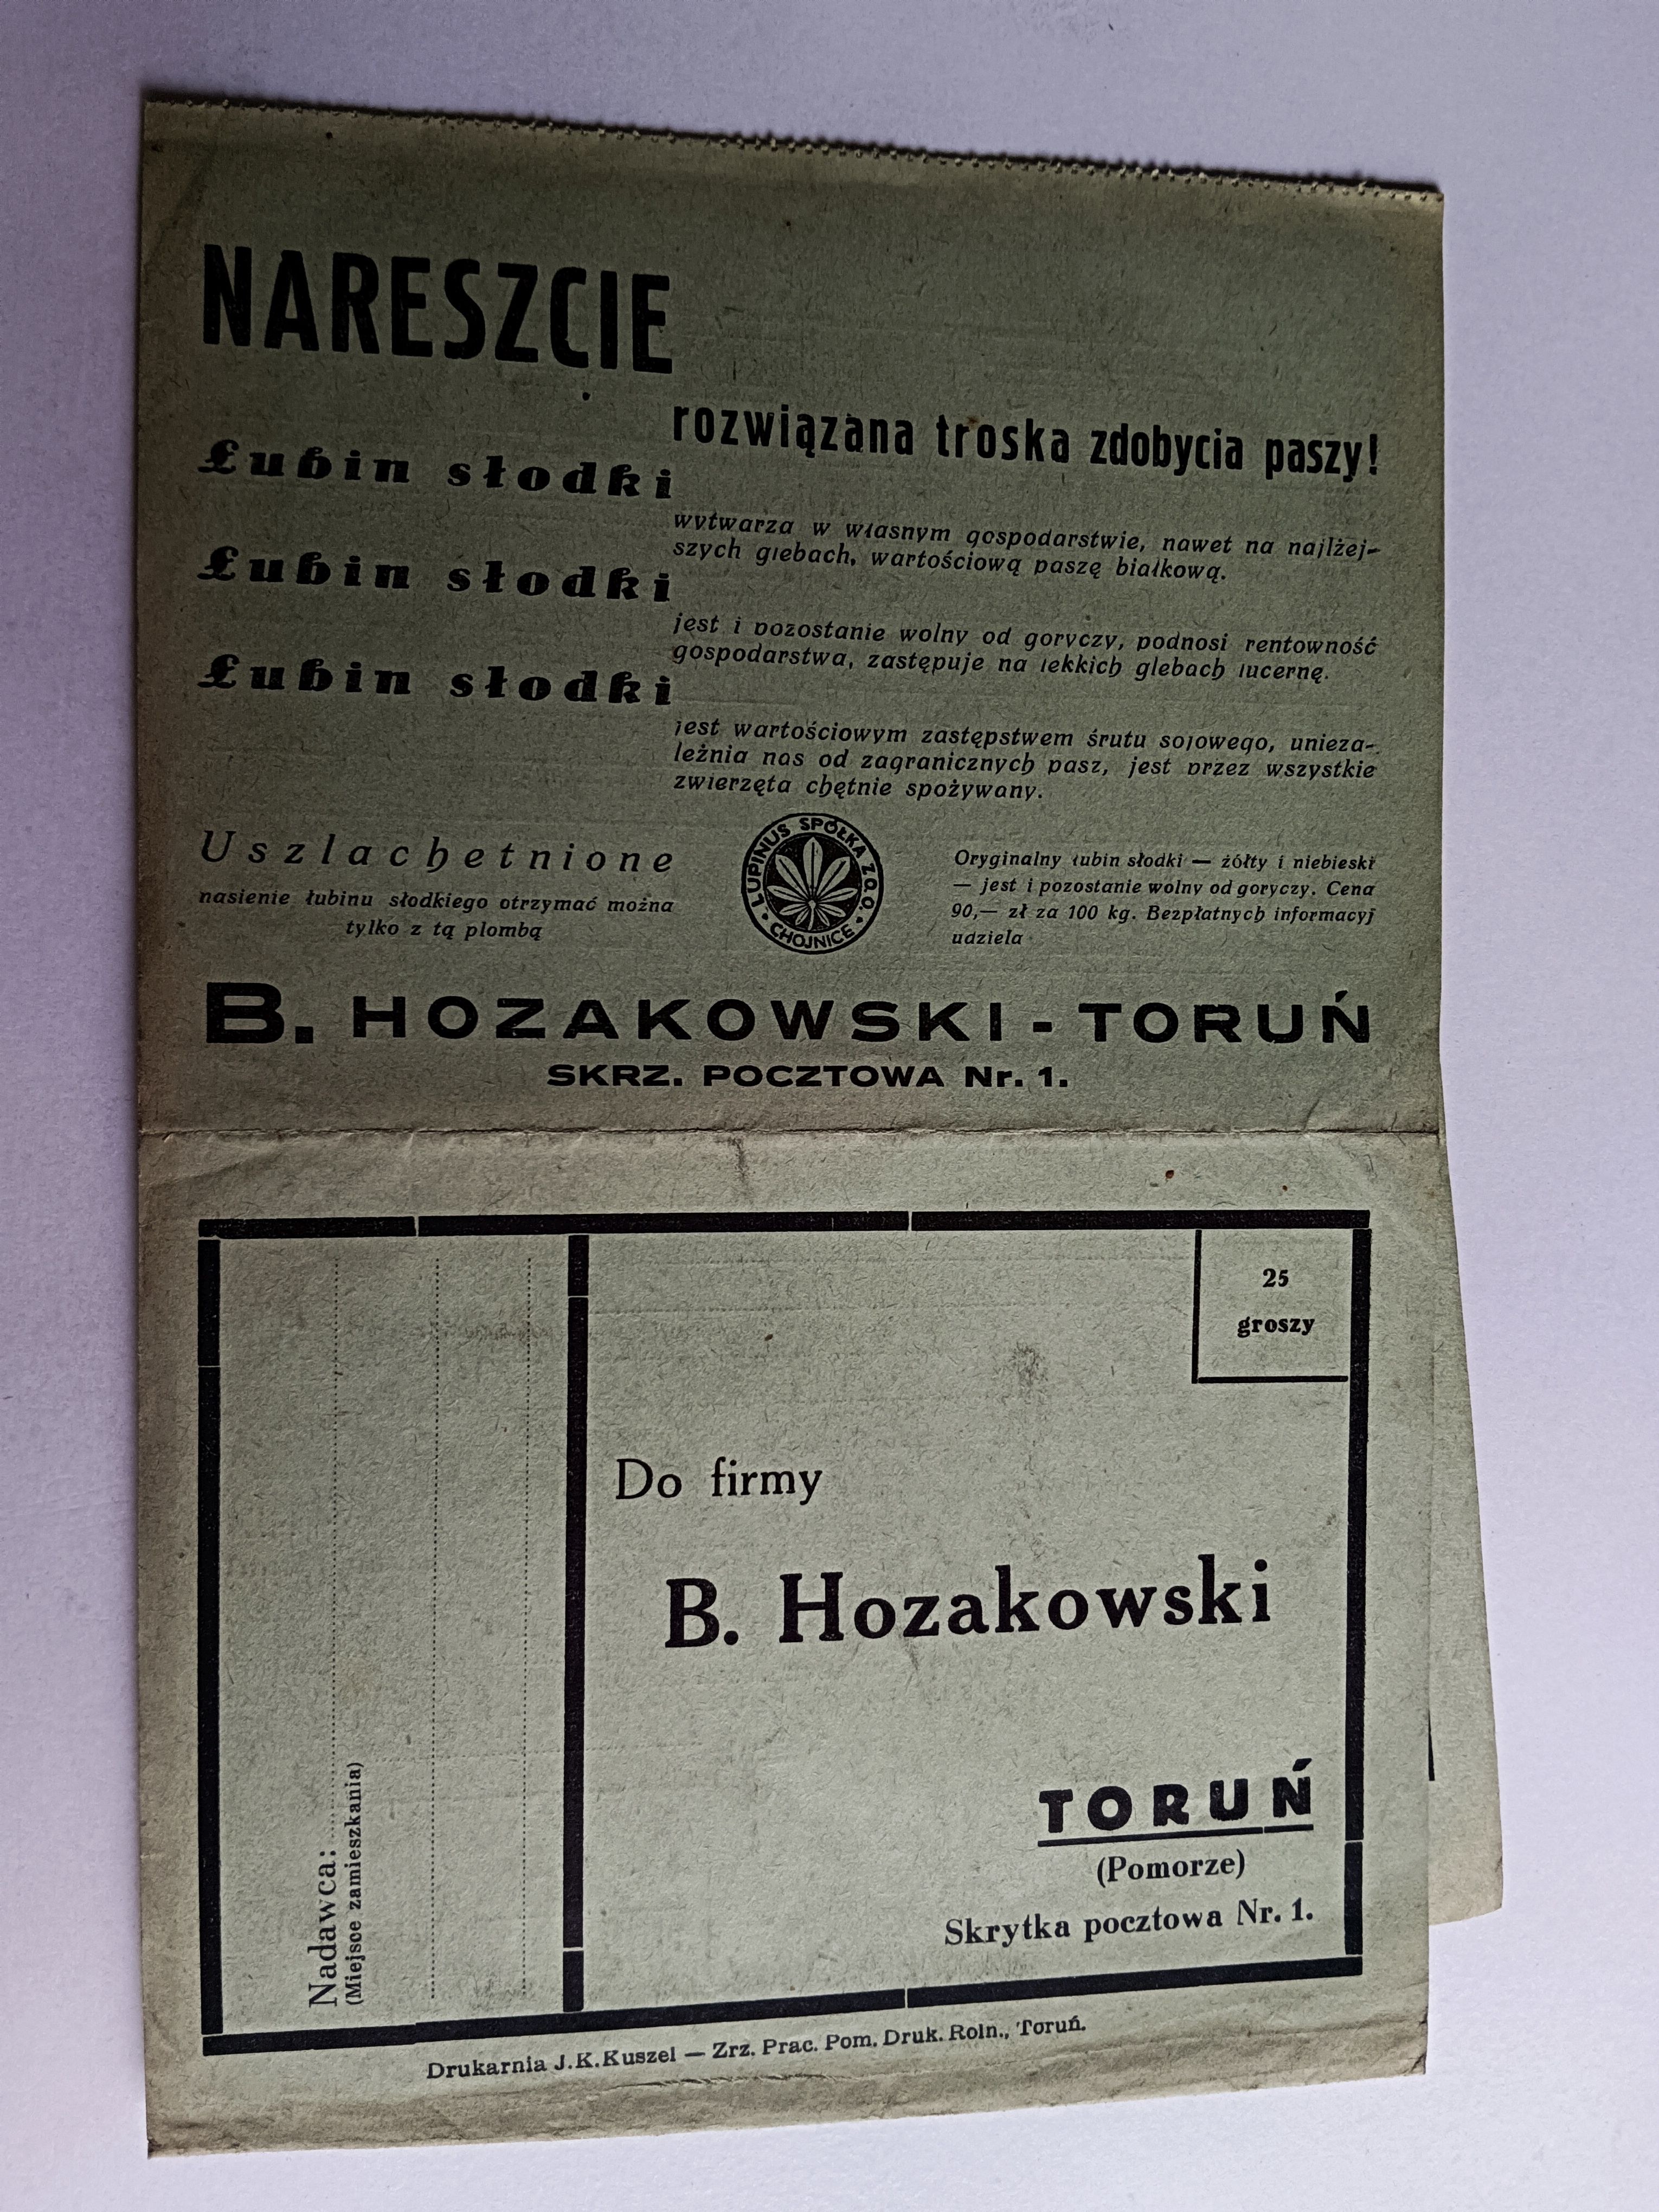 NARESZCIE
rozwiązana troska zdobycia paszy!
Łubin słodki
wytwarza w własnym gospodarstwie, nawet na najlżej-
szych glebach, wartościową paszę białkową.
Łubin słodki
jest i pozostanie wolny od goryczy, podnosi rentowność
gospodarstwa, zastępuje na lekkich glebach lucernę.
Łubin słodki
jest wartościowym zastępstwem śrutu sojowego, unieza-
leżnia nas od zagranicznych pasz, jest przez wszystkie
zwierzęta chętnie spożywany.
Uszlachetnione
nasienie łubinu słodkiego otrzymać można
tylko z tą plombą
LUPINUS SPÓŁKA Z O.O. CHOJNICE
Oryginalny łubin słodki — żółty i niebieski
— jest i pozostanie wolny od goryczy. Cena
90,— zł za 100 kg. Bezpłatnych informacyj
udziela
B. HOZAKOWSKI - TORUŃ
SKRZ. POCZTOWA Nr. 1.
25
groszy
Do firmy
B. Hozakowski
TORUŃ
(Pomorze)
Skrytka pocztowa Nr. 1.
Nadawca:
(Miejsce zamieszkania)
Drukarnia J. K. Kuszel — Zrz. Prac. Pom. Druk. Roln., Toruń.